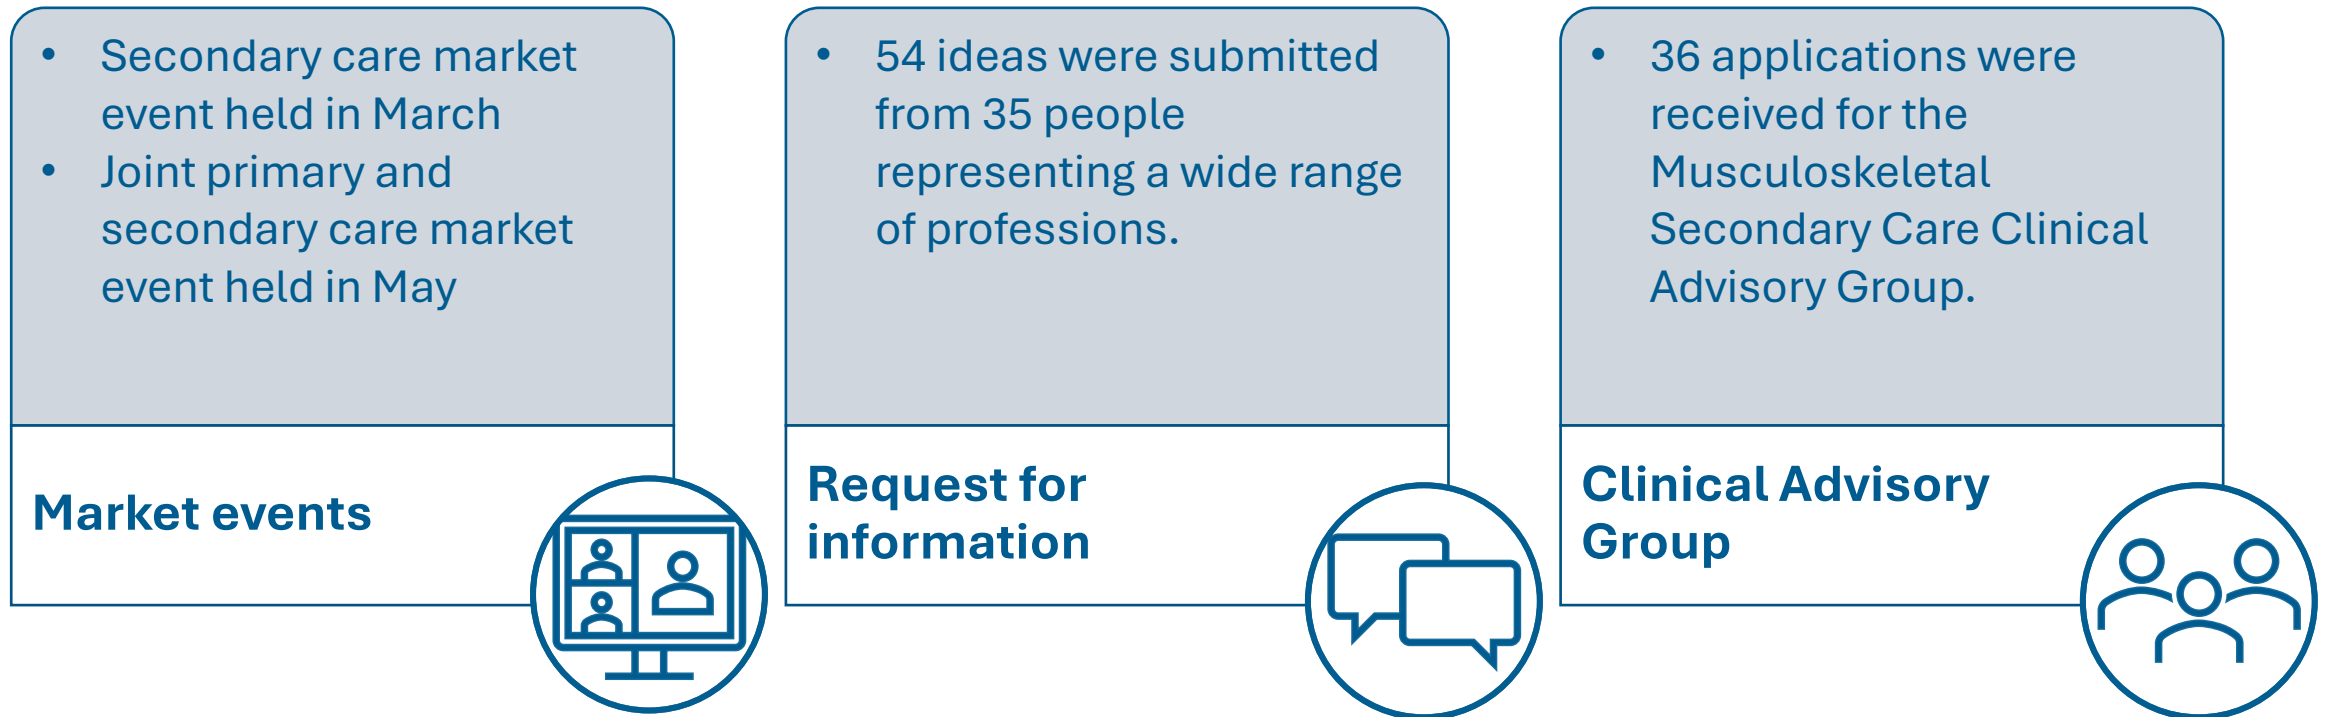 • Secondary care market
event held in March
• Joint primary and
secondary care market
event held in May
Market events
• 54 ideas were submitted
from 35 people
representing a wide range
of professions.
Request for
information
• 36 applications were
received for the
Musculoskeletal
Secondary Care Clinical
Advisory Group.
Clinical Advisory
Group